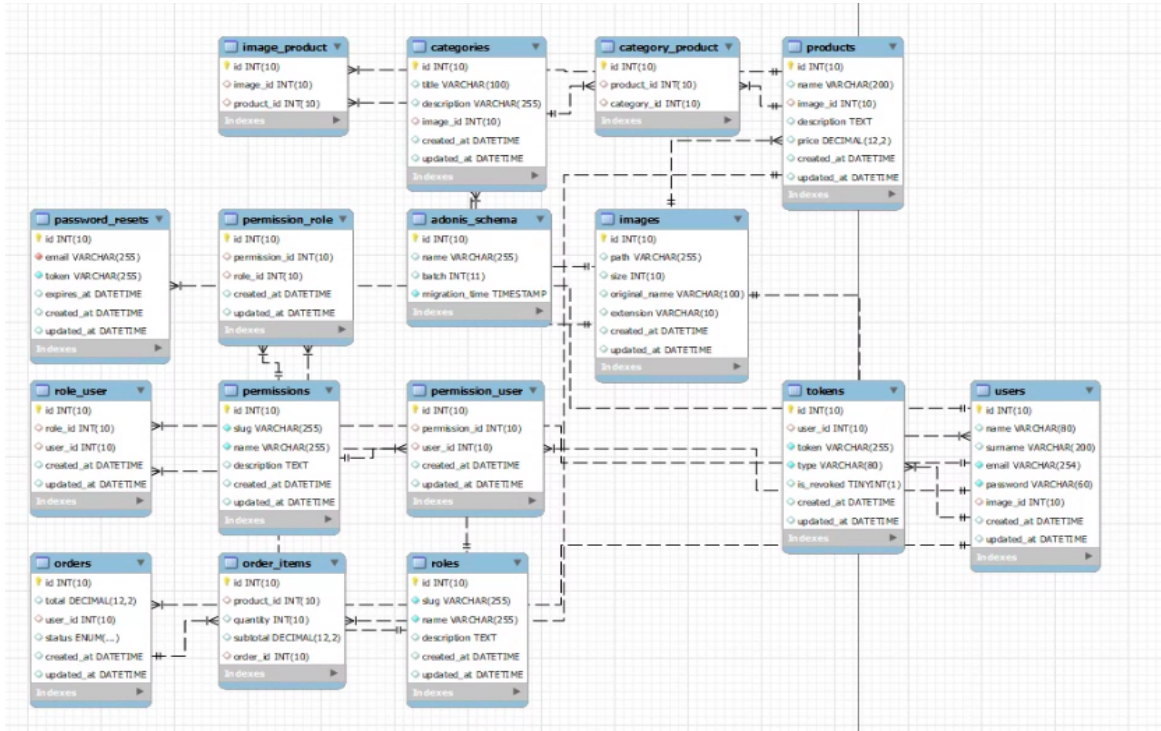 image_product
id INT(10)
image_id INT(10)
product_id INT(10)
Indexes
categories
id INT(10)
title VARCHAR(100)
description VARCHAR(255)
image_id INT(10)
created_at DATETIME
updated_at DATETIME
Indexes
category_product
id INT(10)
product_id INT(10)
category_id INT(10)
Indexes
products
id INT(10)
name VARCHAR(200)
image_id INT(10)
description TEXT
price DECIMAL(12,2)
created_at DATETIME
updated_at DATETIME
Indexes
password_resets
id INT(10)
email VARCHAR(255)
token VARCHAR(255)
expires_at DATETIME
created_at DATETIME
updated_at DATETIME
Indexes
permission_role
id INT(10)
permission_id INT(10)
role_id INT(10)
created_at DATETIME
updated_at DATETIME
Indexes
adonis_schema
id INT(10)
name VARCHAR(255)
batch INT(11)
migration_time TIMESTAMP
Indexes
images
id INT(10)
path VARCHAR(255)
size INT(10)
original_name VARCHAR(100)
extension VARCHAR(10)
created_at DATETIME
updated_at DATETIME
Indexes
role_user
id INT(10)
role_id INT(10)
user_id INT(10)
created_at DATETIME
updated_at DATETIME
Indexes
permissions
id INT(10)
slug VARCHAR(255)
name VARCHAR(255)
description TEXT
created_at DATETIME
updated_at DATETIME
Indexes
permission_user
id INT(10)
permission_id INT(10)
user_id INT(10)
created_at DATETIME
updated_at DATETIME
Indexes
tokens
id INT(10)
user_id INT(10)
token VARCHAR(255)
type VARCHAR(80)
is_revoked TINYINT(1)
created_at DATETIME
updated_at DATETIME
Indexes
users
id INT(10)
name VARCHAR(80)
surname VARCHAR(200)
email VARCHAR(254)
password VARCHAR(60)
image_id INT(10)
created_at DATETIME
updated_at DATETIME
Indexes
orders
id INT(10)
total DECIMAL(12,2)
user_id INT(10)
status ENUM(...)
created_at DATETIME
updated_at DATETIME
Indexes
order_items
id INT(10)
product_id INT(10)
quantity INT(10)
subtotal DECIMAL(12,2)
order_id INT(10)
Indexes
roles
id INT(10)
slug VARCHAR(255)
name VARCHAR(255)
description TEXT
created_at DATETIME
updated_at DATETIME
Indexes